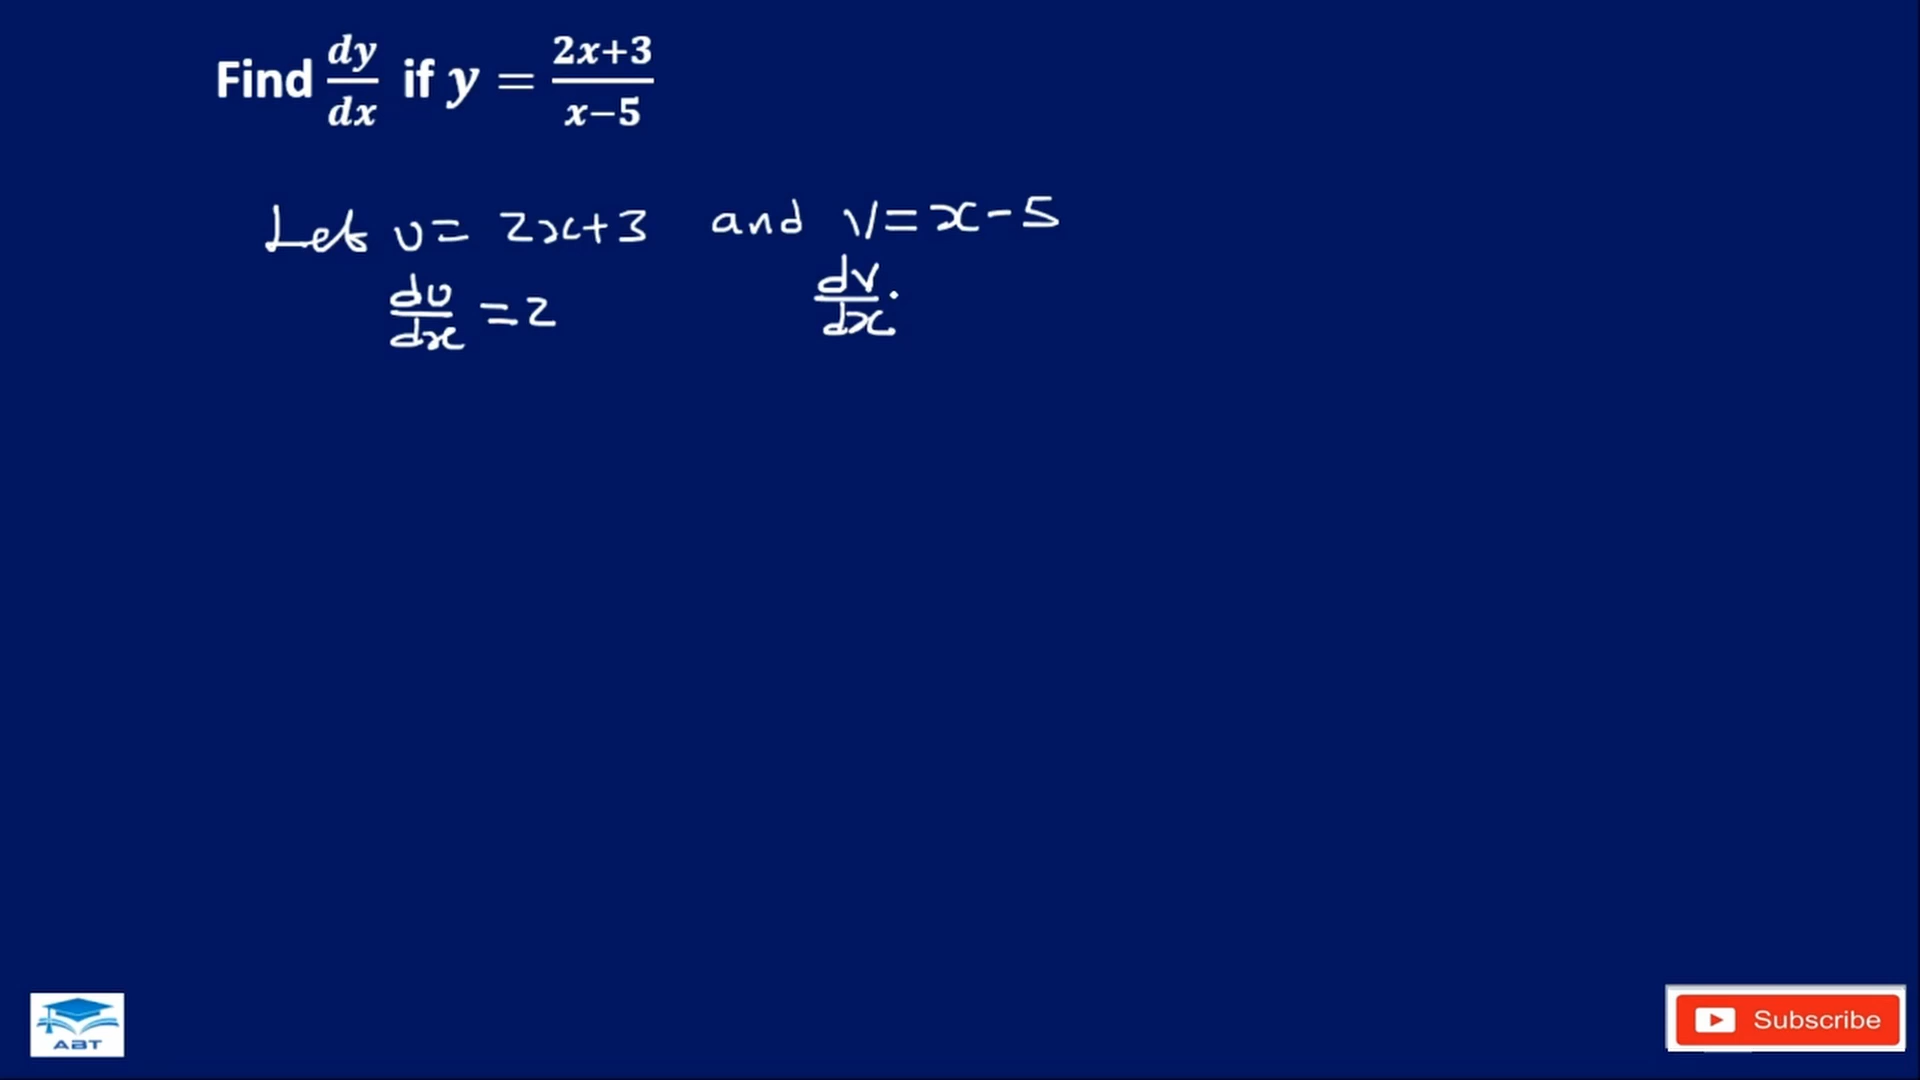 Find dy/dx if y = 2x+3/x−5
Let u = 2x+3 and v = x−5
du/dx = 2 dv/dx
ABT
Subscribe